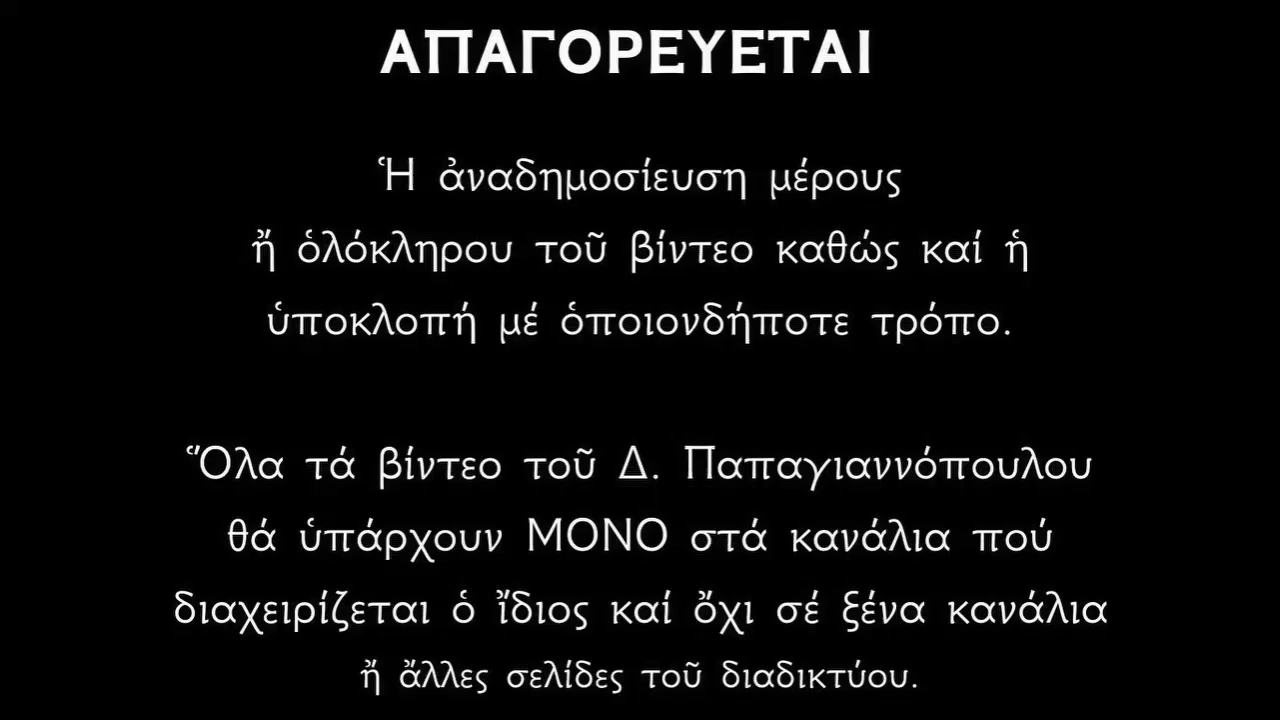 ΑΠΑΓΟΡΕΥΕΤΑΙ
Ἡ ἀναδημοσίευση μέρους
ἤ ὁλόκληρου τοῦ βίντεο καθώς καί ἡ
ὑποκλοπή μέ ὁποιονδήποτε τρόπο.
Ὅλα τά βίντεο τοῦ Δ. Παπαγιαννόπουλου
θά ὑπάρχουν ΜΟΝΟ στά κανάλια πού
διαχειρίζεται ὁ ἴδιος καί ὄχι σέ ξένα κανάλια
ἤ ἄλλες σελίδες τοῦ διαδικτύου.